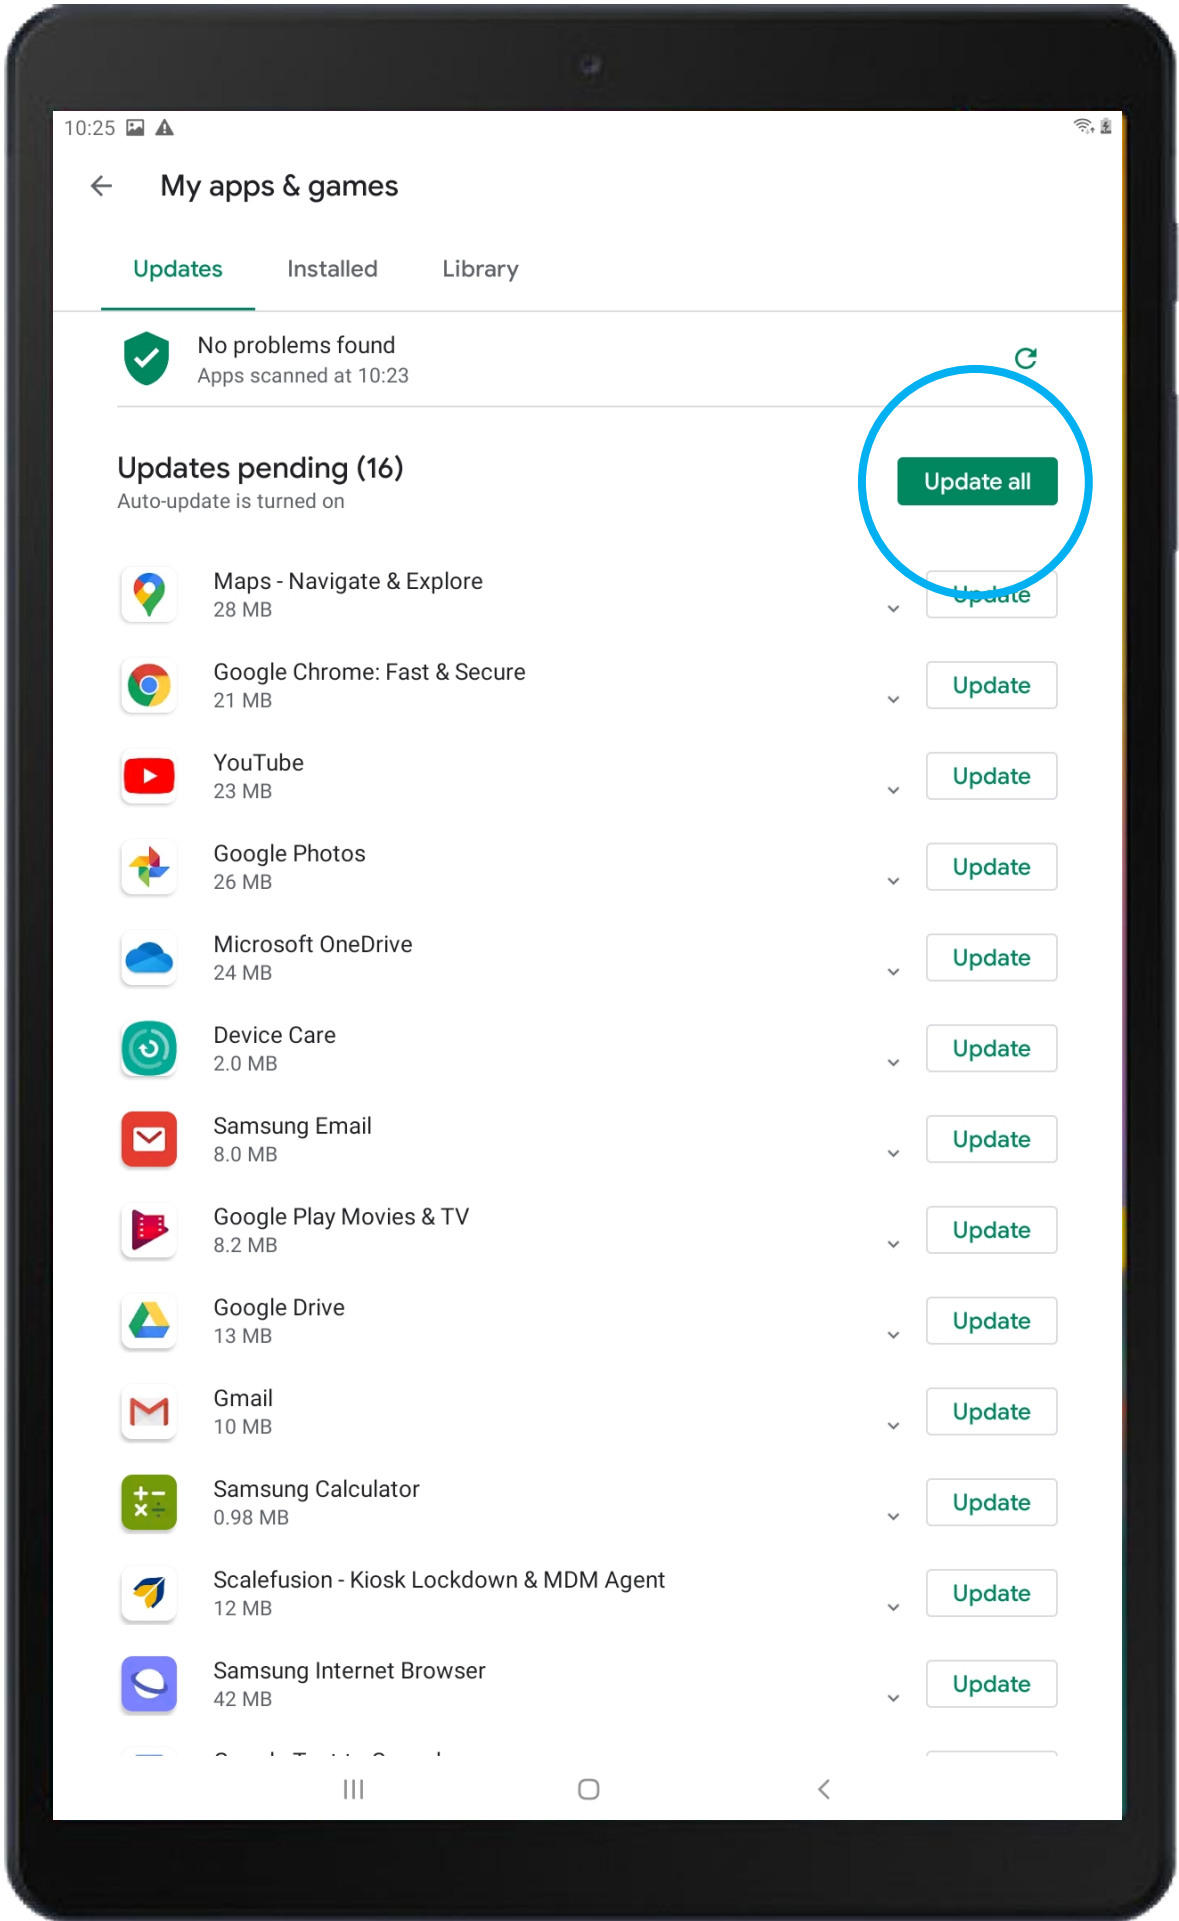 10:25
My apps & games
Updates Installed Library
No problems found
Apps scanned at 10:23
Updates pending (16)
Auto-update is turned on
Update all
Maps - Navigate & Explore
28 MB
Update
Google Chrome: Fast & Secure
21 MB
Update
YouTube
23 MB
Update
Google Photos
26 MB
Update
Microsoft OneDrive
24 MB
Update
Device Care
2.0 MB
Update
Samsung Email
8.0 MB
Update
Google Play Movies & TV
8.2 MB
Update
Google Drive
13 MB
Update
Gmail
10 MB
Update
Samsung Calculator
0.98 MB
Update
Scalefusion - Kiosk Lockdown & MDM Agent
12 MB
Update
Samsung Internet Browser
42 MB
Update